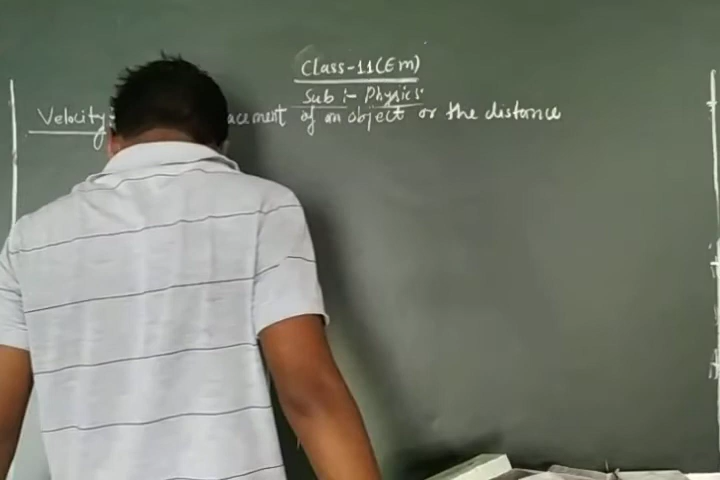 Class-11(Em)
Sub :- Physics
Velocity: acement of an object or the distance